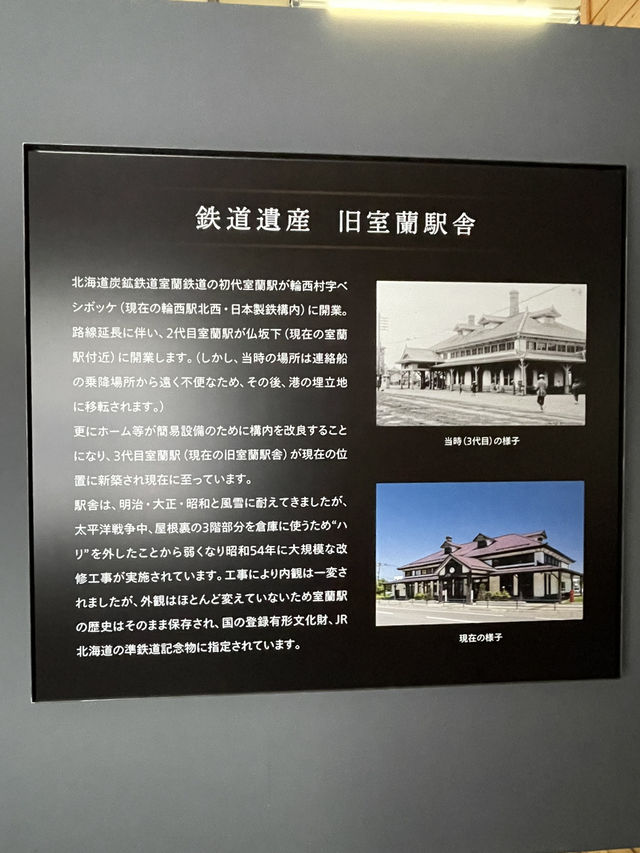 鉄道遺産 旧室蘭駅舎
北海道炭鉱鉄道室蘭鉄道の初代室蘭駅が輪西村字ベ
シボッケ(現在の輪西駅北西・日本製鉄構内)に開業。
路線延長に伴い、2代目室蘭駅が仏坂下(現在の室蘭
駅付近)に開業します。(しかし、当時の場所は連絡船
の乗降場所から遠く不便なため、その後、港の埋立地
に移転されます。)
更にホーム等が簡易設備のために構内を改良すること
になり、3代目室蘭駅(現在の旧室蘭駅舎)が現在の位
置に新築され現在に至っています。
駅舎は、明治・大正・昭和と風雪に耐えてきましたが、
太平洋戦争中、屋根裏の3階部分を倉庫に使うため"ハ
リ"を外したことから弱くなり昭和54年に大規模な改
修工事が実施されています。工事により内観は一変さ
れましたが、外観はほとんど変えていないため室蘭駅
の歴史はそのまま保存され、国の登録有形文化財、JR
北海道の準鉄道記念物に指定されています。
当時(3代目)の様子
現在の様子